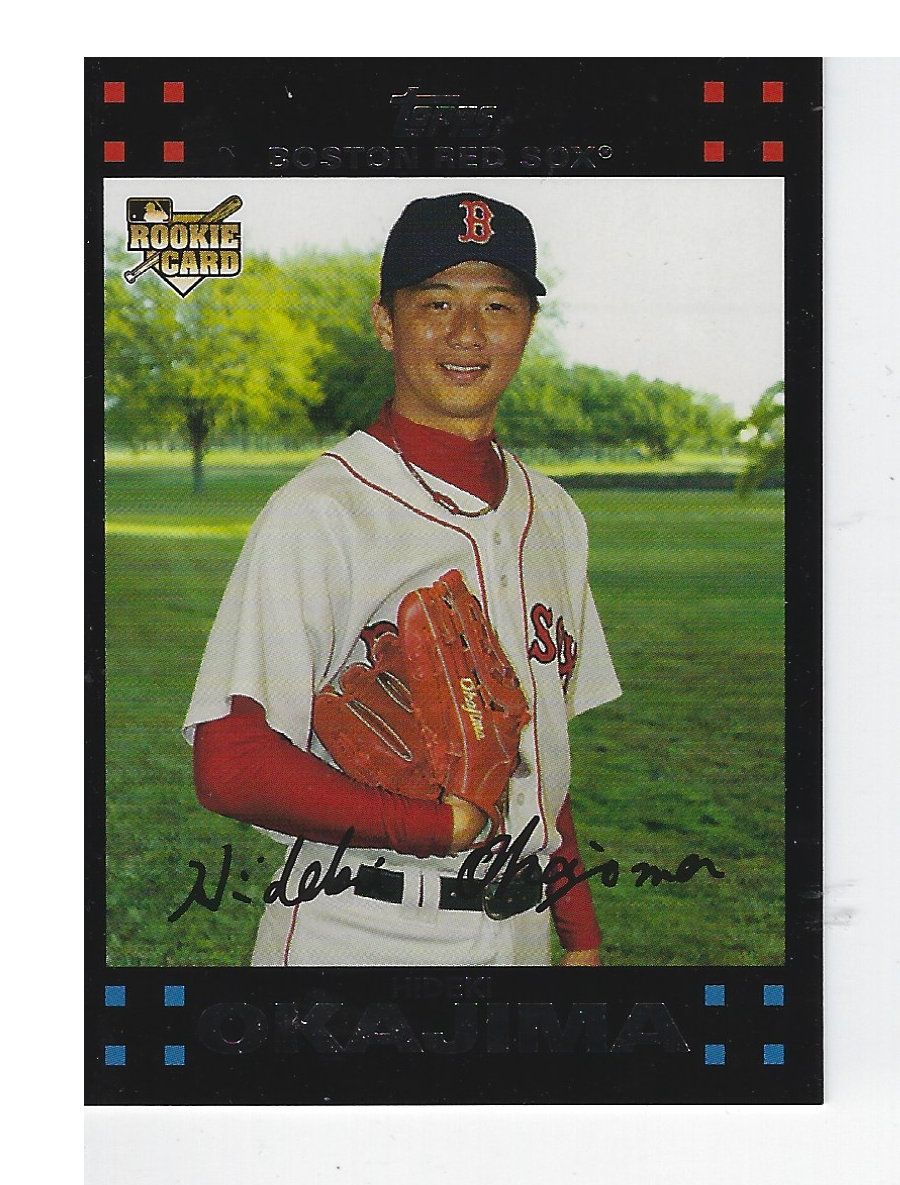 Topps
BOSTON RED SOX®
ROOKIE
CARD
B
SOX
Okajima
Hideki Okajima
HIDEKI
OKAJIMA